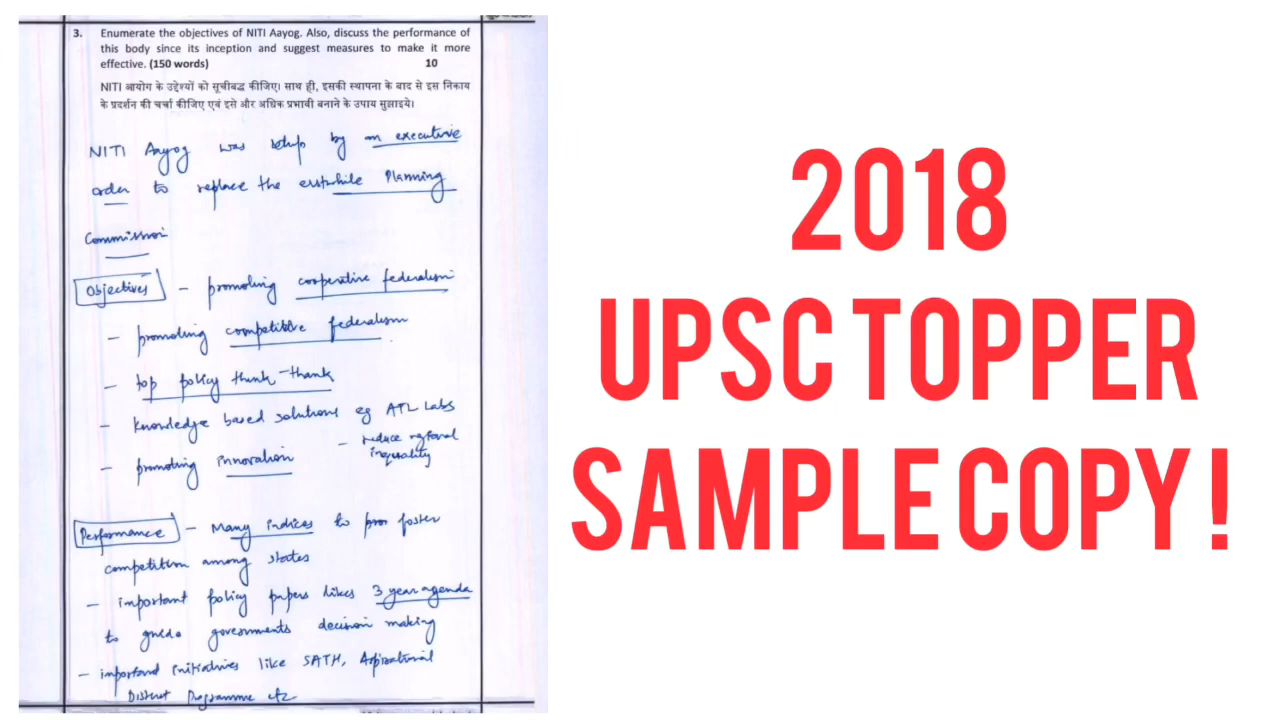 3. Enumerate the objectives of NITI Aayog. Also, discuss the performance of
this body since its inception and suggest measures to make it more
effective. (150 words) 10
NITI आयोग के उद्देश्यों को सूचीबद्ध कीजिए। साथ ही, इसकी स्थापना के बाद से इस निकाय
के प्रदर्शन की चर्चा कीजिए एवं इसे और अधिक प्रभावी बनाने के उपाय सुझाइये।
NITI Aayog was setup by an executive
order to replace the erstwhile Planning
Commission
Objectives - promoting cooperative federalism
- promoting competitive federalism
- top policy think-thank
- knowledge based solutions eg ATL Labs
- promoting innovation
- reduce regional
inequality
Performance - Many indices to foster
competition among states
- important policy papers likes 3 year agenda
to guide governments decision making
- important initiatives like SATH, Aspirational
District Programme etc
2018
UPSC TOPPER
SAMPLE COPY !